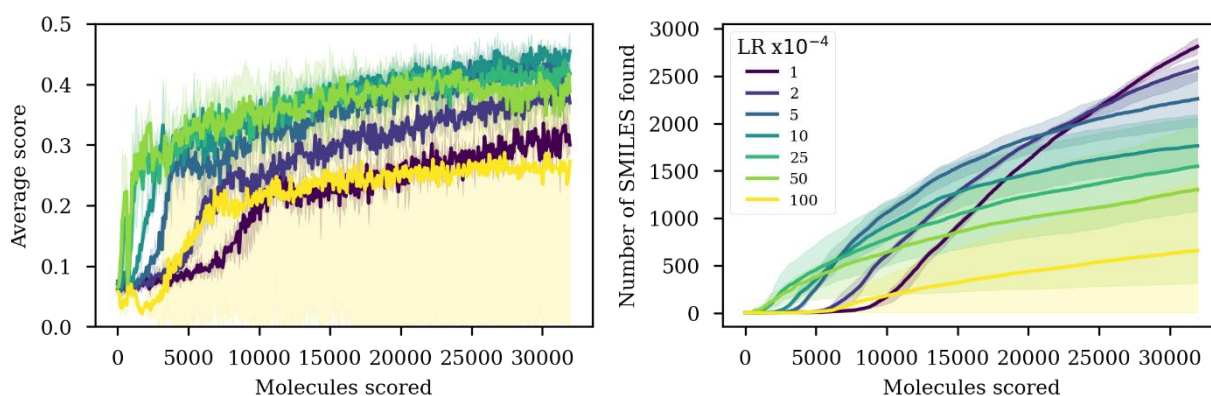 0.5
0.4
0.3
0.2
0.1
0.0
Average score
0 5000 10000 15000 20000 25000 30000
Molecules scored
3000
2500
2000
1500
1000
500
0
Number of SMILES found
LR x10⁻⁴
1
2
5
10
25
50
100
0 5000 10000 15000 20000 25000 30000
Molecules scored